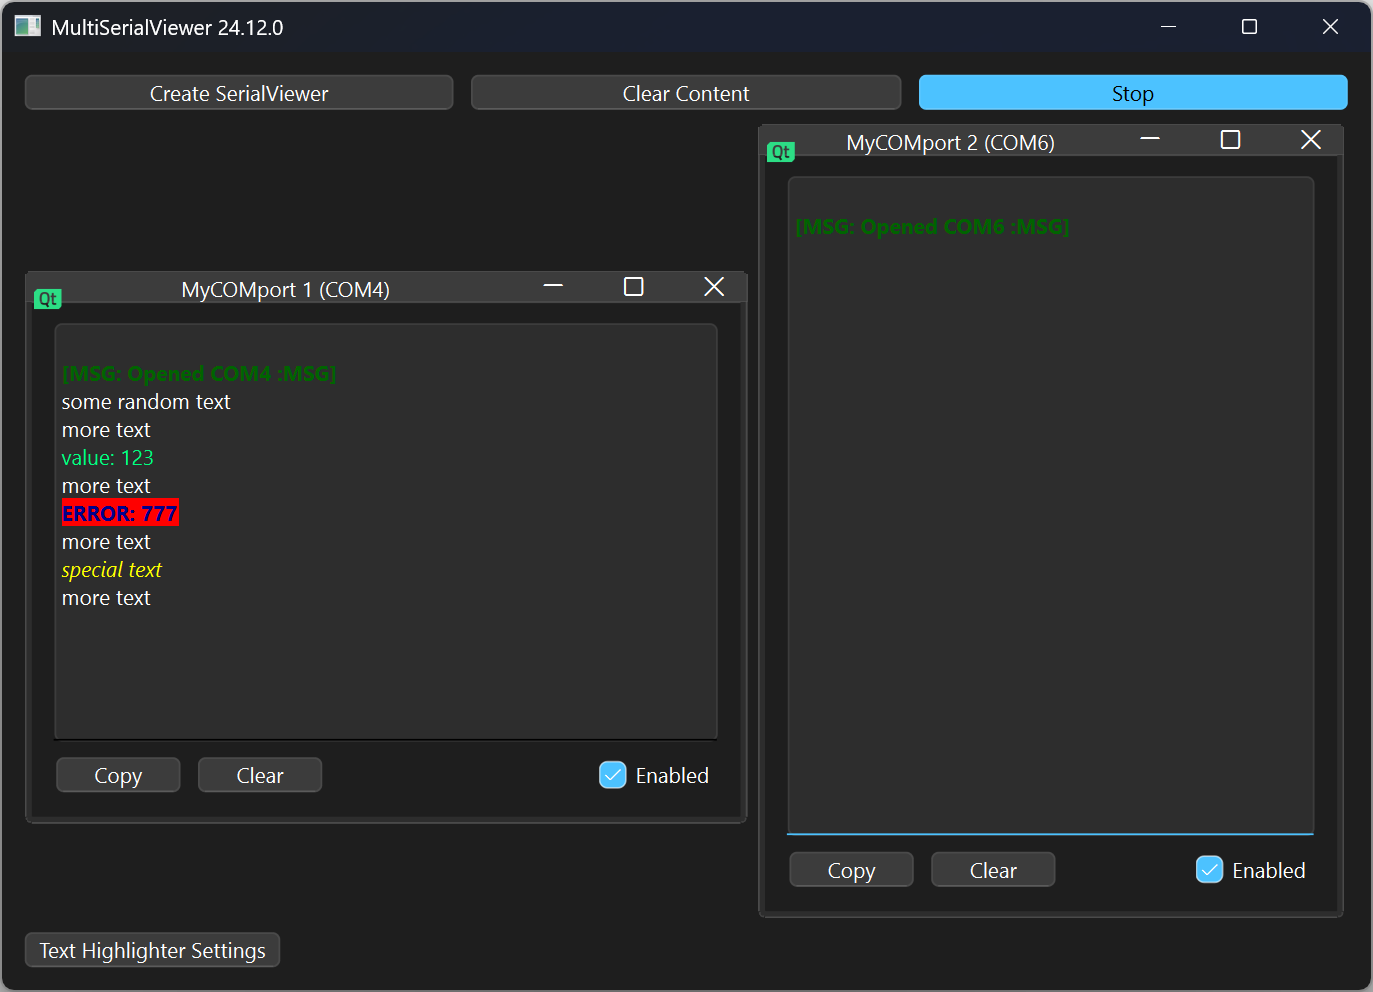 MultiSerialViewer 24.12.0
Create SerialViewer
Clear Content
Stop
Qt
MyCOMport 1 (COM4)
[MSG: Opened COM4 :MSG]
some random text
more text
value: 123
more text
ERROR: 777
more text
special text
more text
Copy
Clear
Enabled
Qt
MyCOMport 2 (COM6)
[MSG: Opened COM6 :MSG]
Copy
Clear
Enabled
Text Highlighter Settings